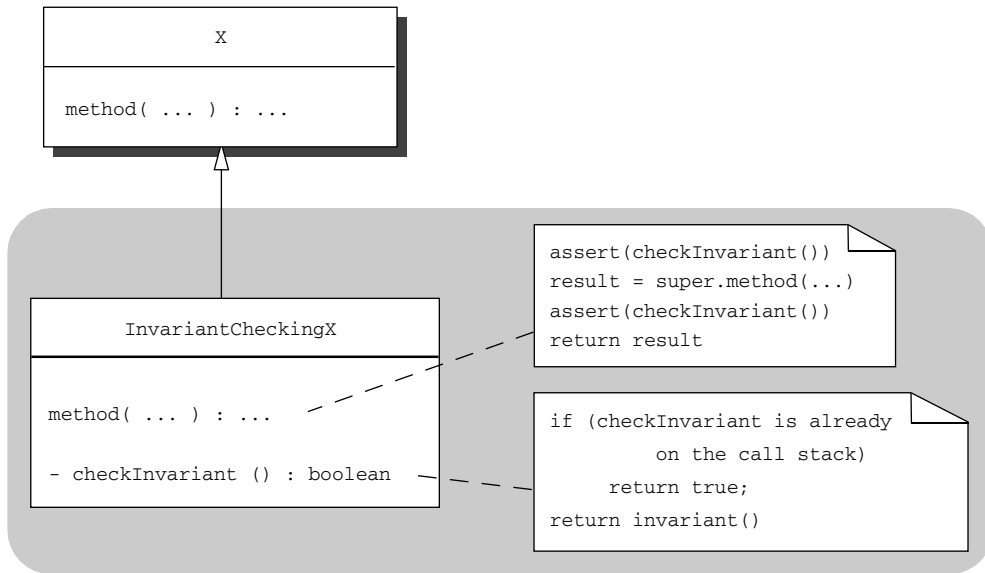 X
method( ... ) : ...
InvariantCheckingX
method( ... ) : ...
- checkInvariant () : boolean
assert(checkInvariant())
result = super.method(...)
assert(checkInvariant())
return result
if (checkInvariant is already
on the call stack)
return true;
return invariant()